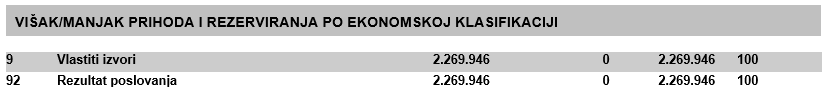 VIŠAK/MANJAK PRIHODA I REZERVIRANJA PO EKONOMSKOJ KLASIFIKACIJI
9 Vlastiti izvori 2.269.946 0 2.269.946 100
92 Rezultat poslovanja 2.269.946 0 2.269.946 100